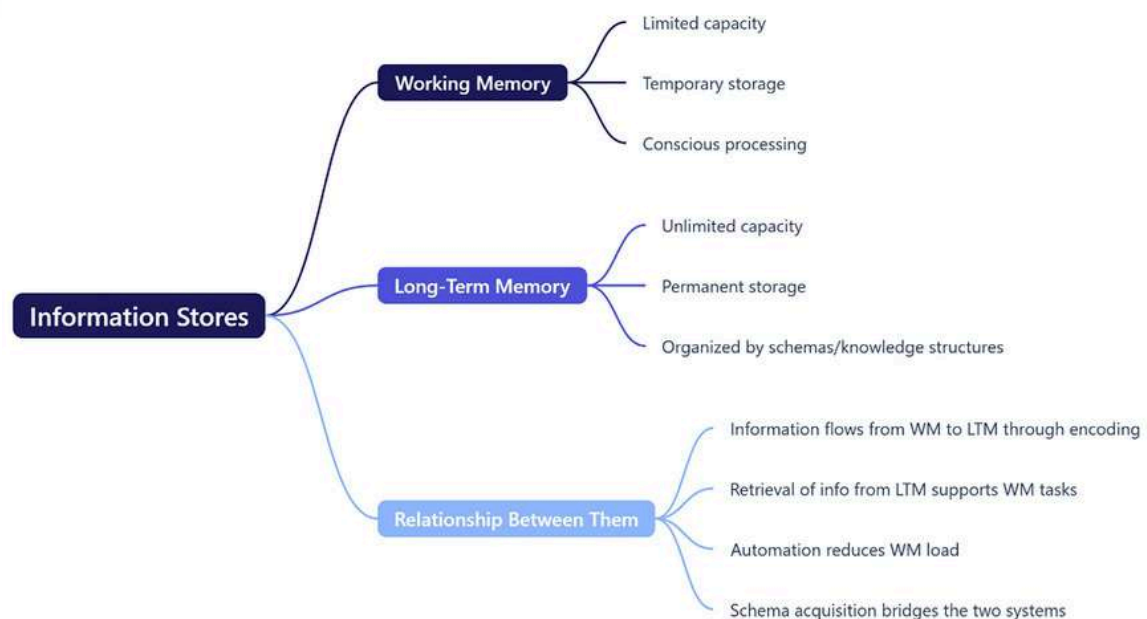 Information Stores
Working Memory
Limited capacity
Temporary storage
Conscious processing
Long-Term Memory
Unlimited capacity
Permanent storage
Organized by schemas/knowledge structures
Relationship Between Them
Information flows from WM to LTM through encoding
Retrieval of info from LTM supports WM tasks
Automation reduces WM load
Schema acquisition bridges the two systems